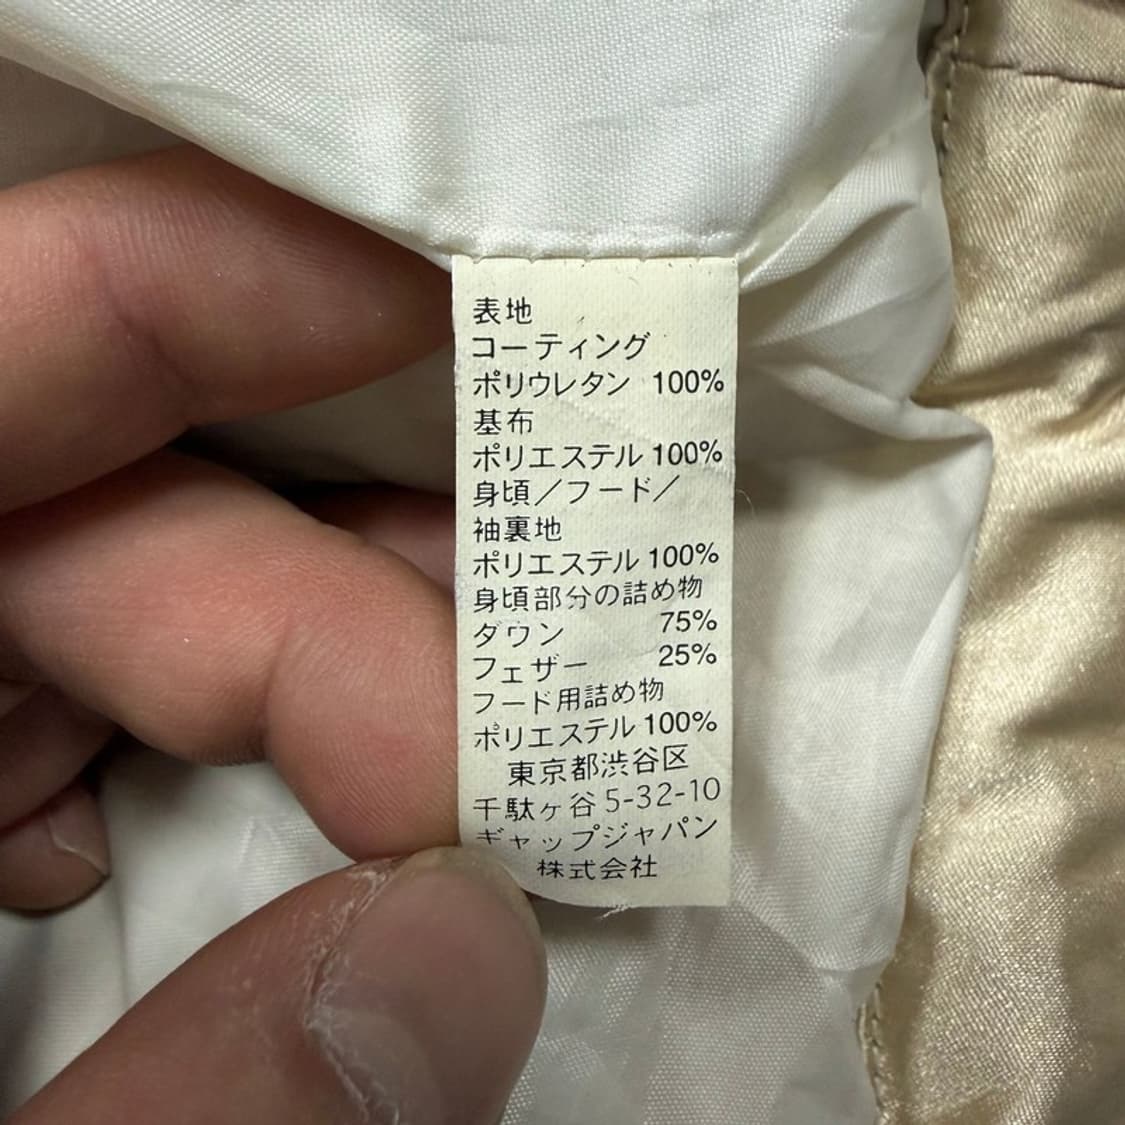 表地
コーティング
ポリウレタン 100%
基布
ポリエステル 100%
身頃／フード／
袖裏地
ポリエステル 100%
身頃部分の詰め物
ダウン 75%
フェザー 25%
フード用詰め物
ポリエステル 100%
東京都渋谷区
千駄ヶ谷 5-32-10
ギャップジャパン
株式会社